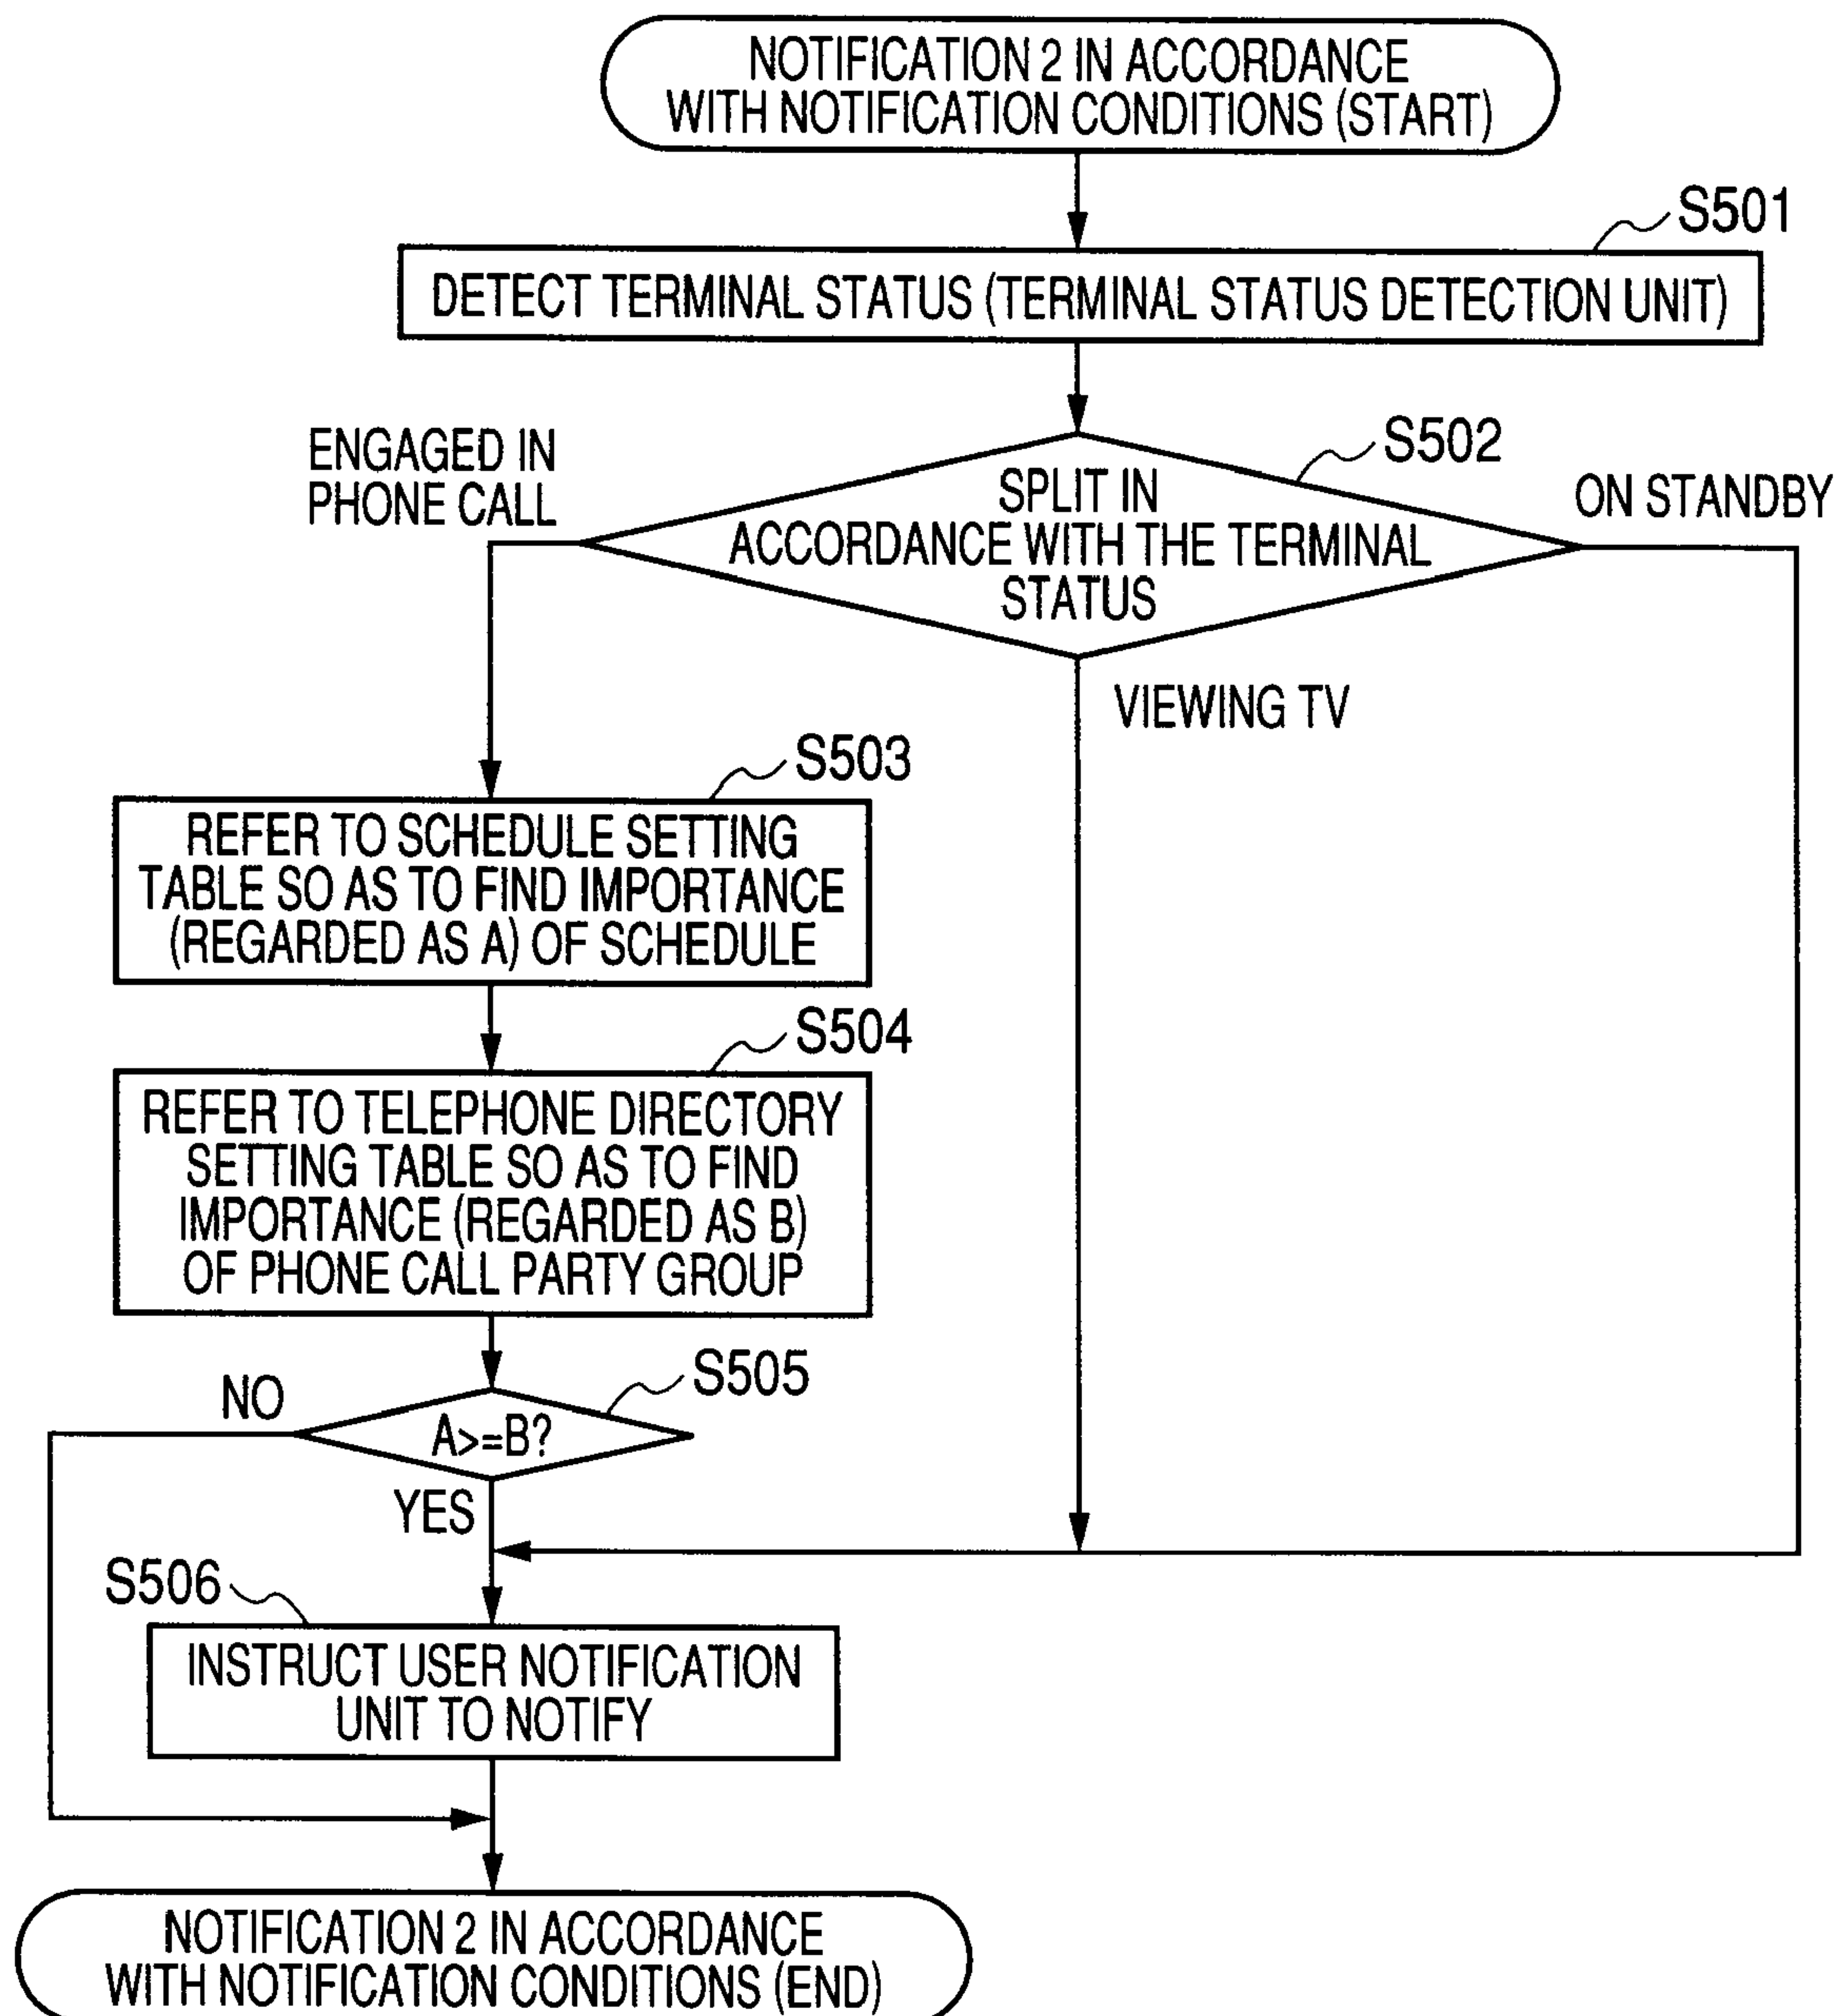 NOTIFICATION 2 IN ACCORDANCE
WITH NOTIFICATION CONDITIONS (START)
S501
DETECT TERMINAL STATUS (TERMINAL STATUS DETECTION UNIT)
S502
ENGAGED IN
PHONE CALL
SPLIT IN
ACCORDANCE WITH THE TERMINAL
STATUS
ON STANDBY
VIEWING TV
S503
REFER TO SCHEDULE SETTING
TABLE SO AS TO FIND IMPORTANCE
(REGARDED AS A) OF SCHEDULE
S504
REFER TO TELEPHONE DIRECTORY
SETTING TABLE SO AS TO FIND
IMPORTANCE (REGARDED AS B)
OF PHONE CALL PARTY GROUP
S505
NO
A>=B?
YES
S506
INSTRUCT USER NOTIFICATION
UNIT TO NOTIFY
NOTIFICATION 2 IN ACCORDANCE
WITH NOTIFICATION CONDITIONS (END)